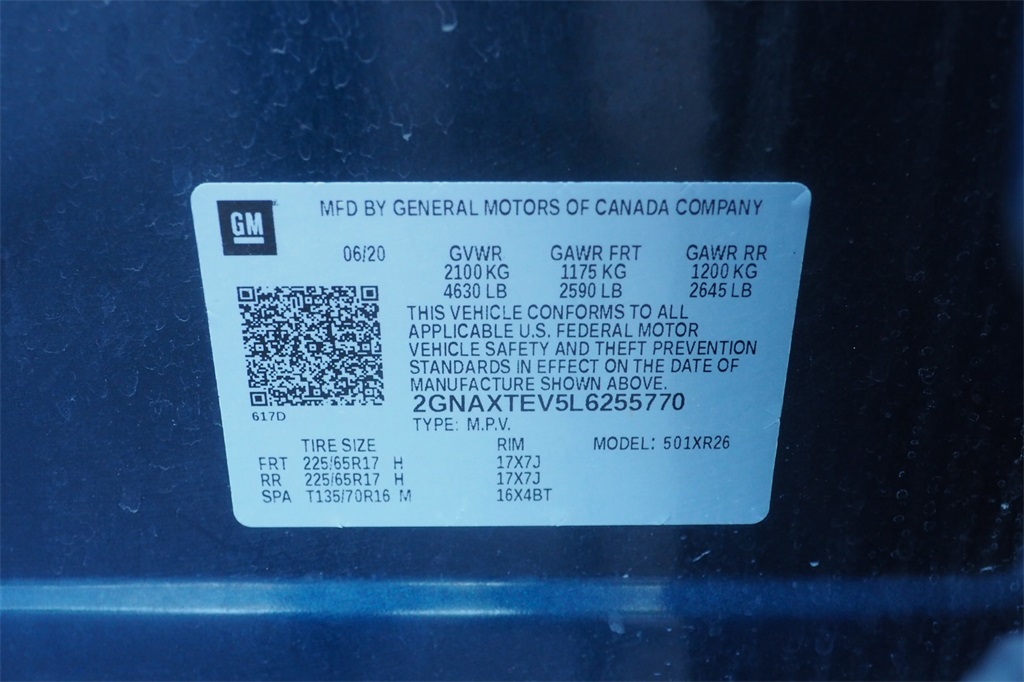 GM
MFD BY GENERAL MOTORS OF CANADA COMPANY
06/20 GVWR GAWR FRT GAWR RR
2100 KG 1175 KG 1200 KG
4630 LB 2590 LB 2645 LB
THIS VEHICLE CONFORMS TO ALL
APPLICABLE U.S. FEDERAL MOTOR
VEHICLE SAFETY AND THEFT PREVENTION
STANDARDS IN EFFECT ON THE DATE OF
MANUFACTURE SHOWN ABOVE.
617D
2GNAXTEV5L6255770
TYPE: M.P.V.
TIRE SIZE RIM MODEL: 501XR26
FRT 225/65R17 H 17X7J
RR 225/65R17 H 17X7J
SPA T135/70R16 M 16X4BT